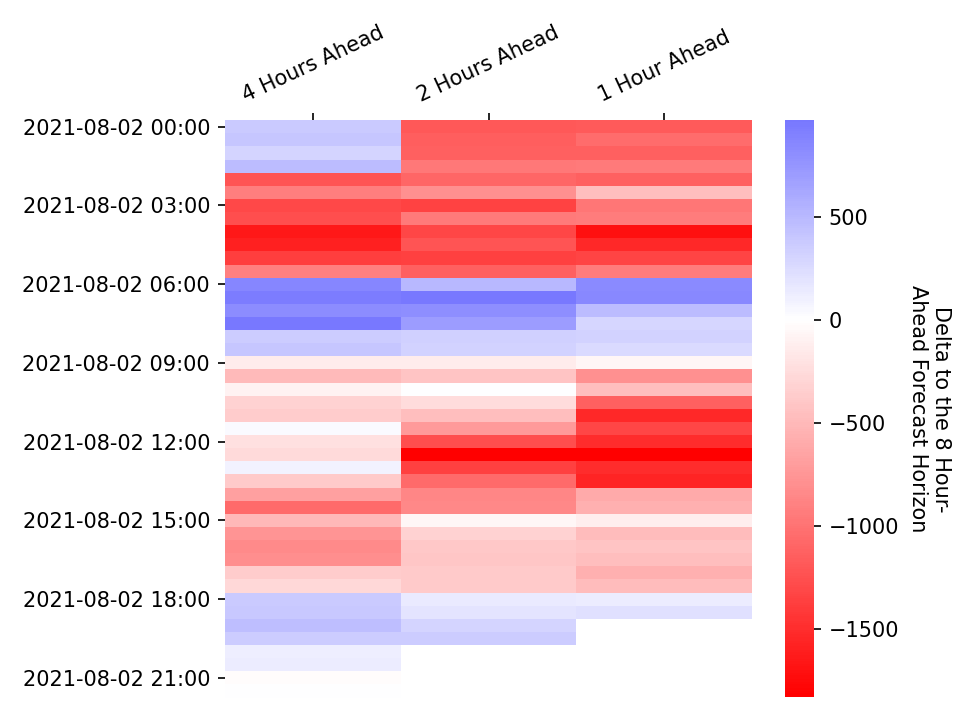 4 Hours Ahead
2 Hours Ahead
1 Hour Ahead
2021-08-02 00:00
2021-08-02 03:00
2021-08-02 06:00
2021-08-02 09:00
2021-08-02 12:00
2021-08-02 15:00
2021-08-02 18:00
2021-08-02 21:00
500
0
−500
−1000
−1500
Delta to the 8 Hour-
Ahead Forecast Horizon